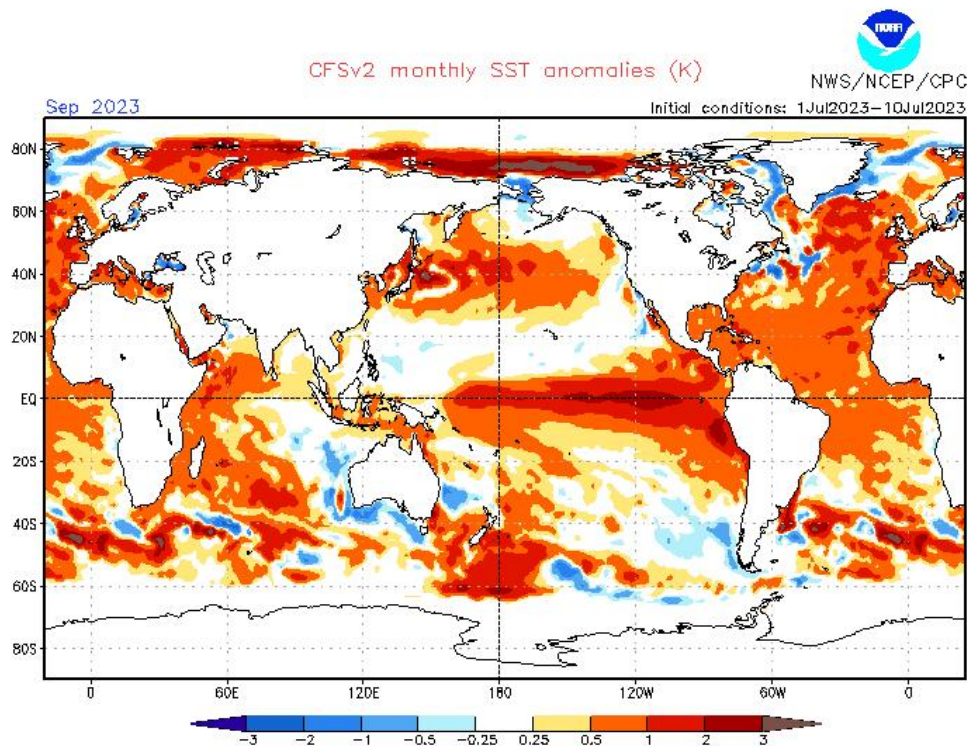 NOAA
CFSv2 monthly SST anomalies (K)
NWS/NCEP/CPC
Sep 2023
Initial conditions: 1Jul2023-10Jul2023
80N
60N
40N
20N
EQ
20S
40S
60S
80S
0 60E 120E 180 120W 60W 0
-3 -2 -1 -0.5 -0.25 0.25 0.5 1 2 3